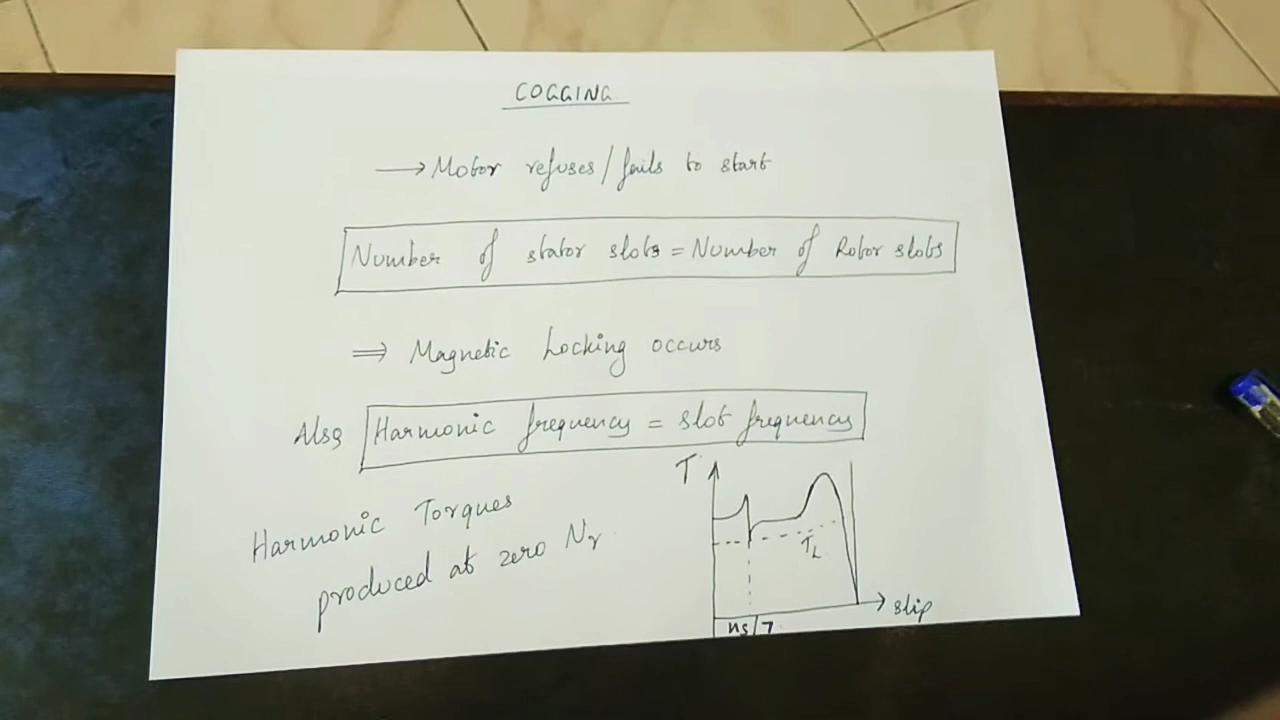 COGGING
→ Motor refuses/fails to start
Number of stator slots = Number of Rotor slots
⇒ Magnetic Locking occurs
Also Harmonic frequency = slot frequency
Harmonic Torques
produced at zero Nr
T
TL
slip
ns/7